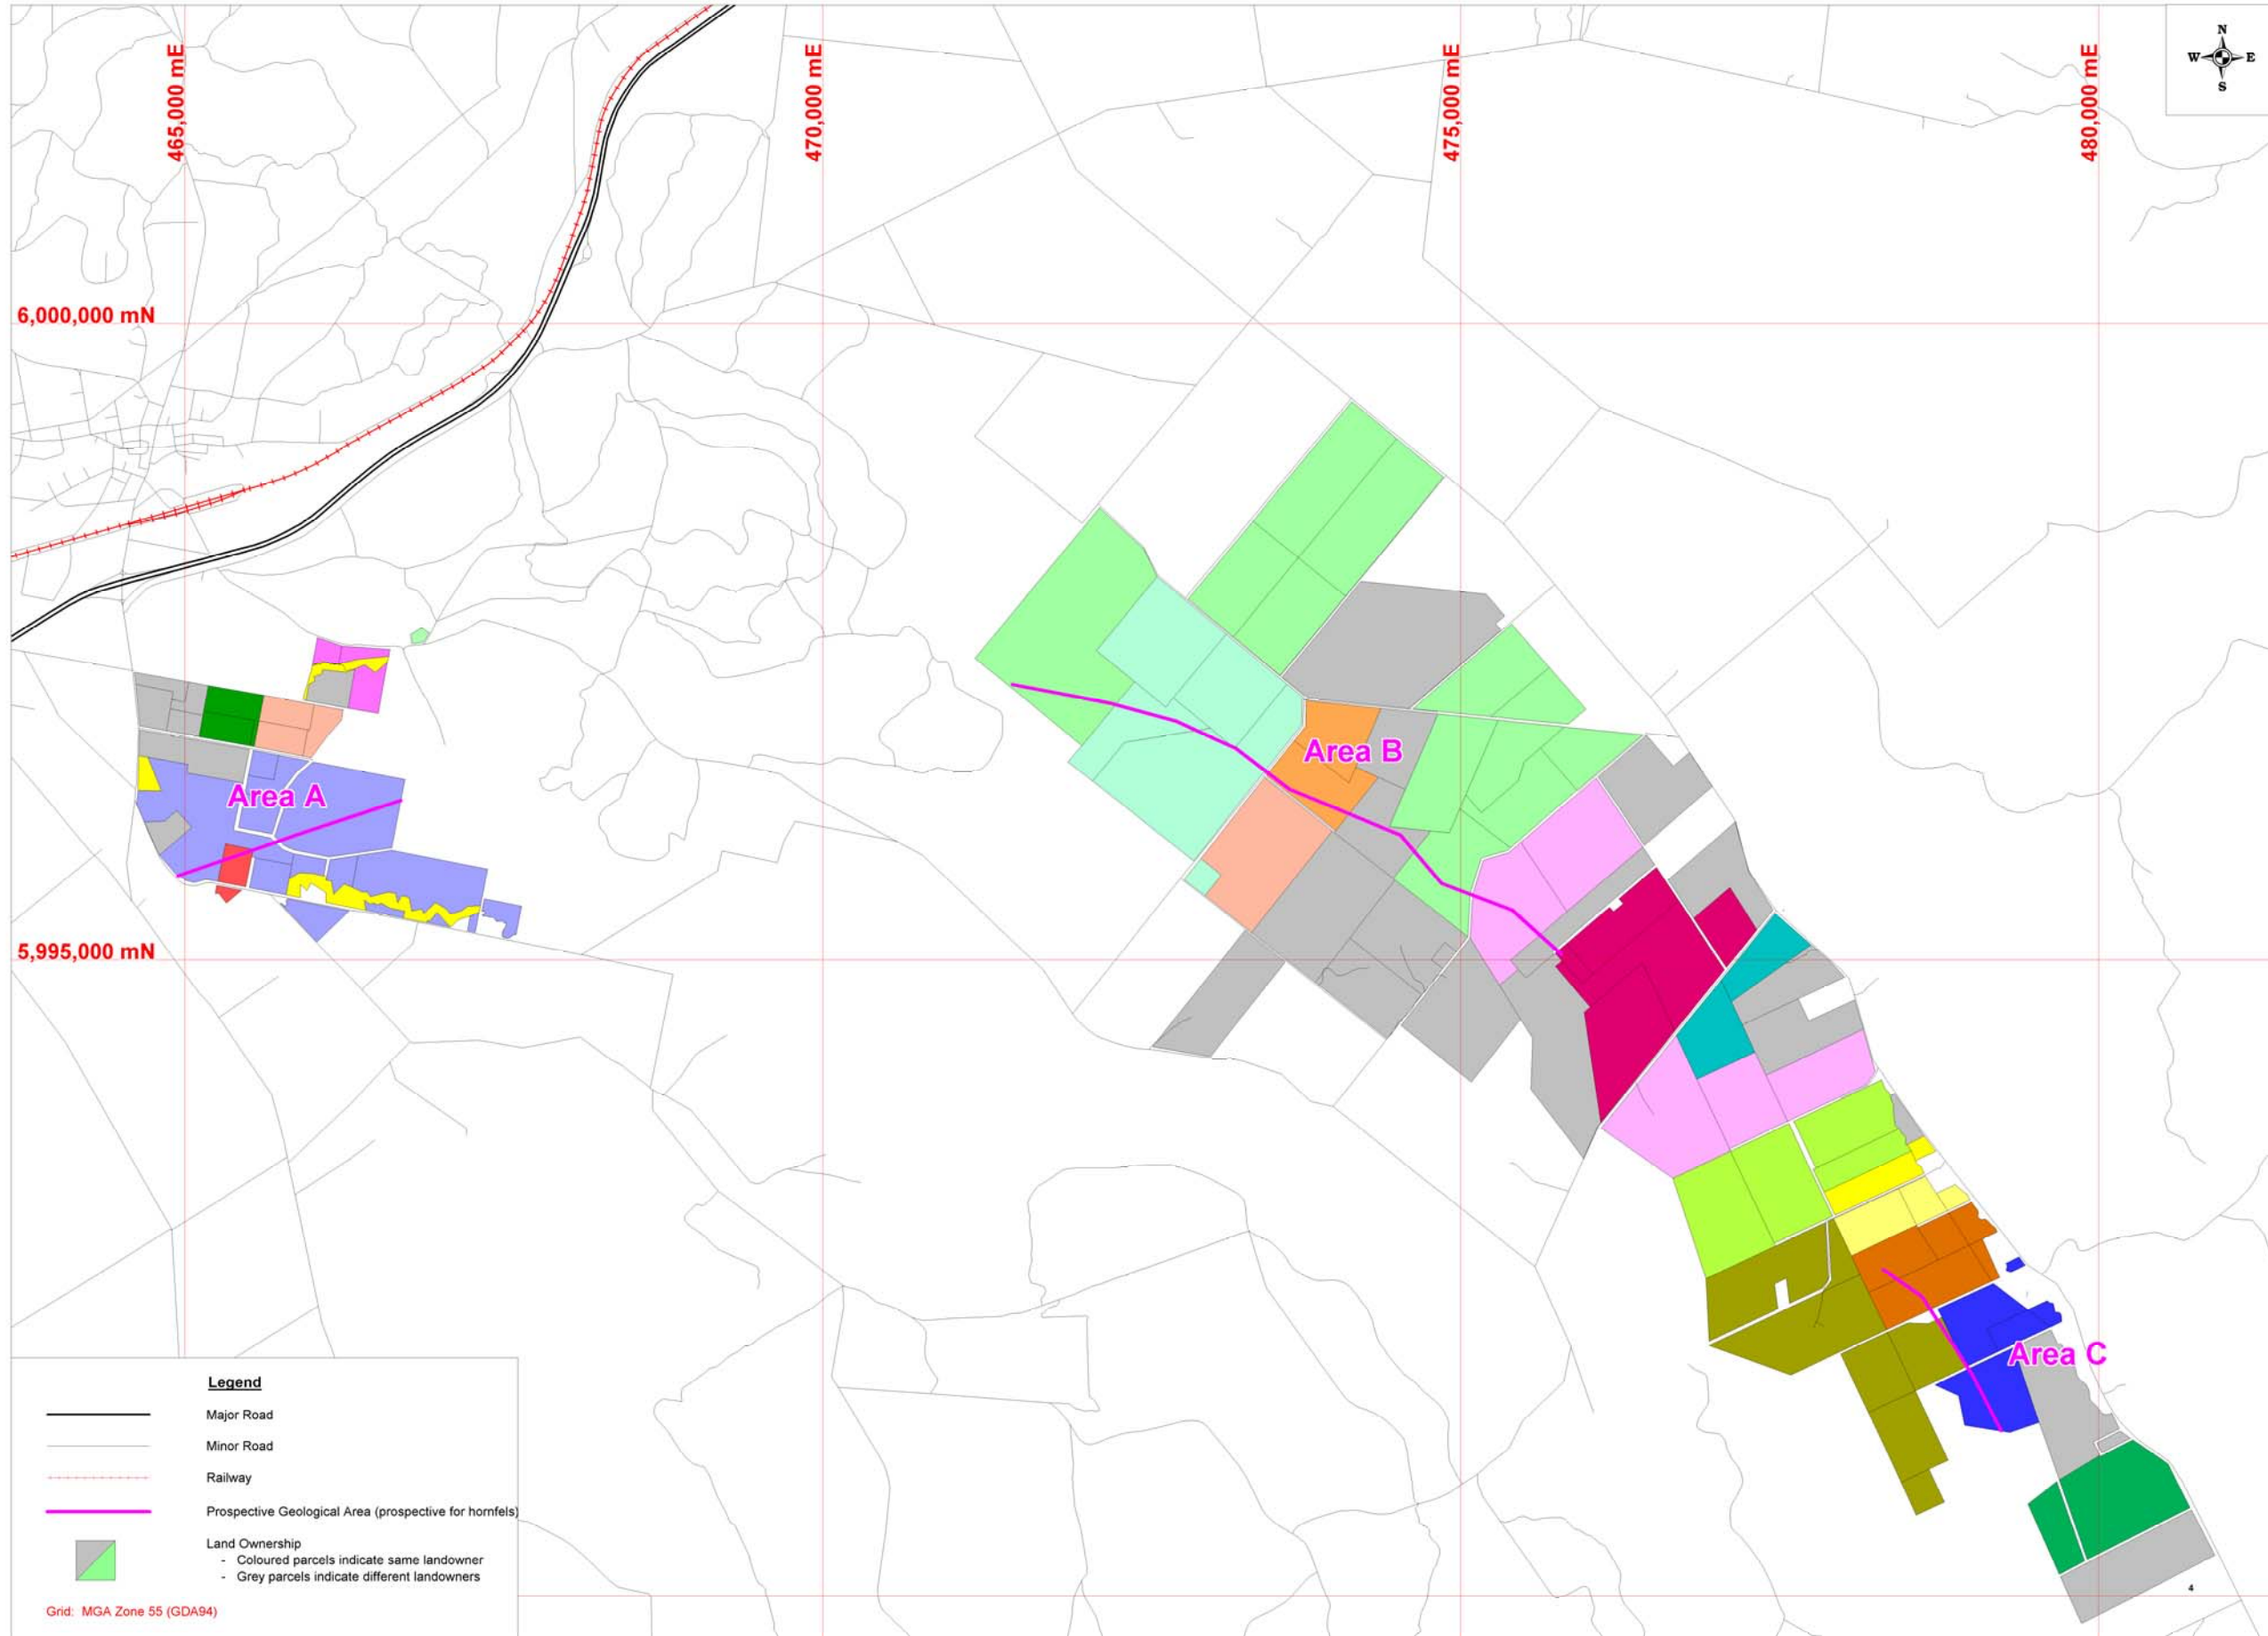 465,000 mE
470,000 mE
475,000 mE
480,000 mE
N
W E
S
6,000,000 mN
Area B
Area A
5,995,000 mN
Area C
Legend
Major Road
Minor Road
Railway
Prospective Geological Area (prospective for hornfels)
Land Ownership
- Coloured parcels indicate same landowner
- Grey parcels indicate different landowners
4
Grid: MGA Zone 55 (GDA94)